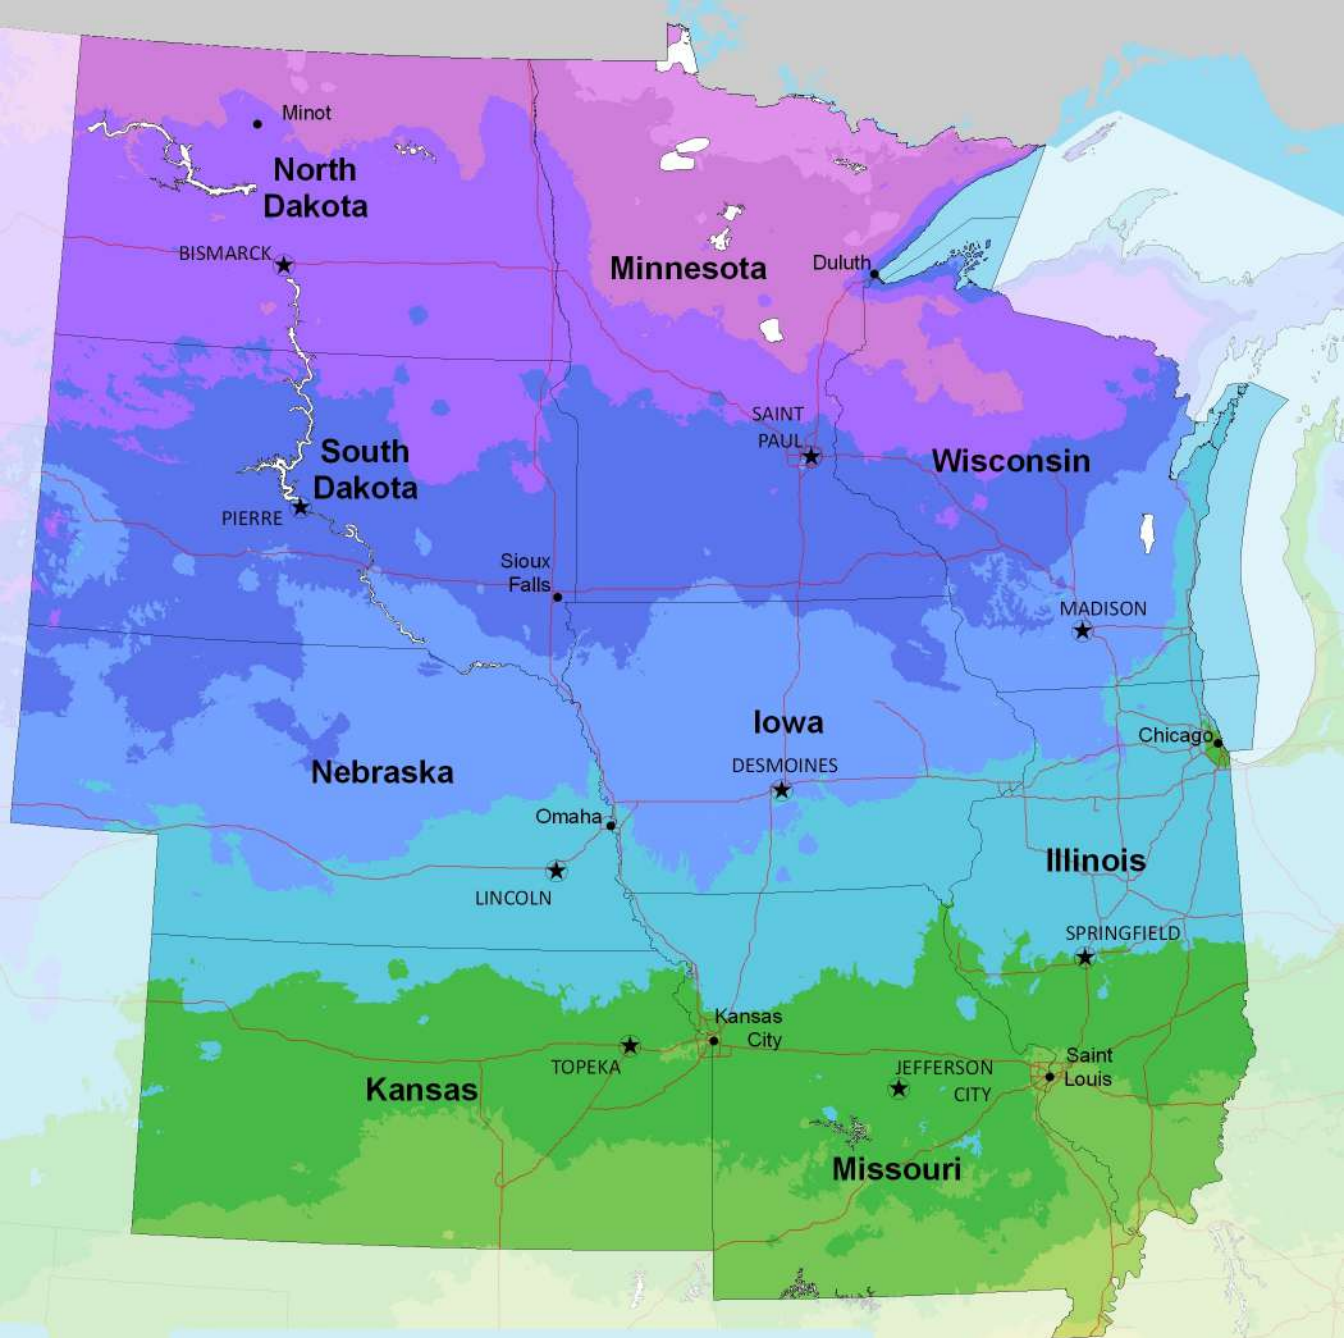 Minot
North
Dakota
BISMARCK
Minnesota
Duluth
SAINT
PAUL
South
Dakota
Wisconsin
PIERRE
Sioux
Falls
MADISON
Iowa
Chicago
Nebraska
DESMOINES
Omaha
Illinois
LINCOLN
SPRINGFIELD
Kansas
City
TOPEKA
JEFFERSON
CITY
Saint
Louis
Kansas
Missouri